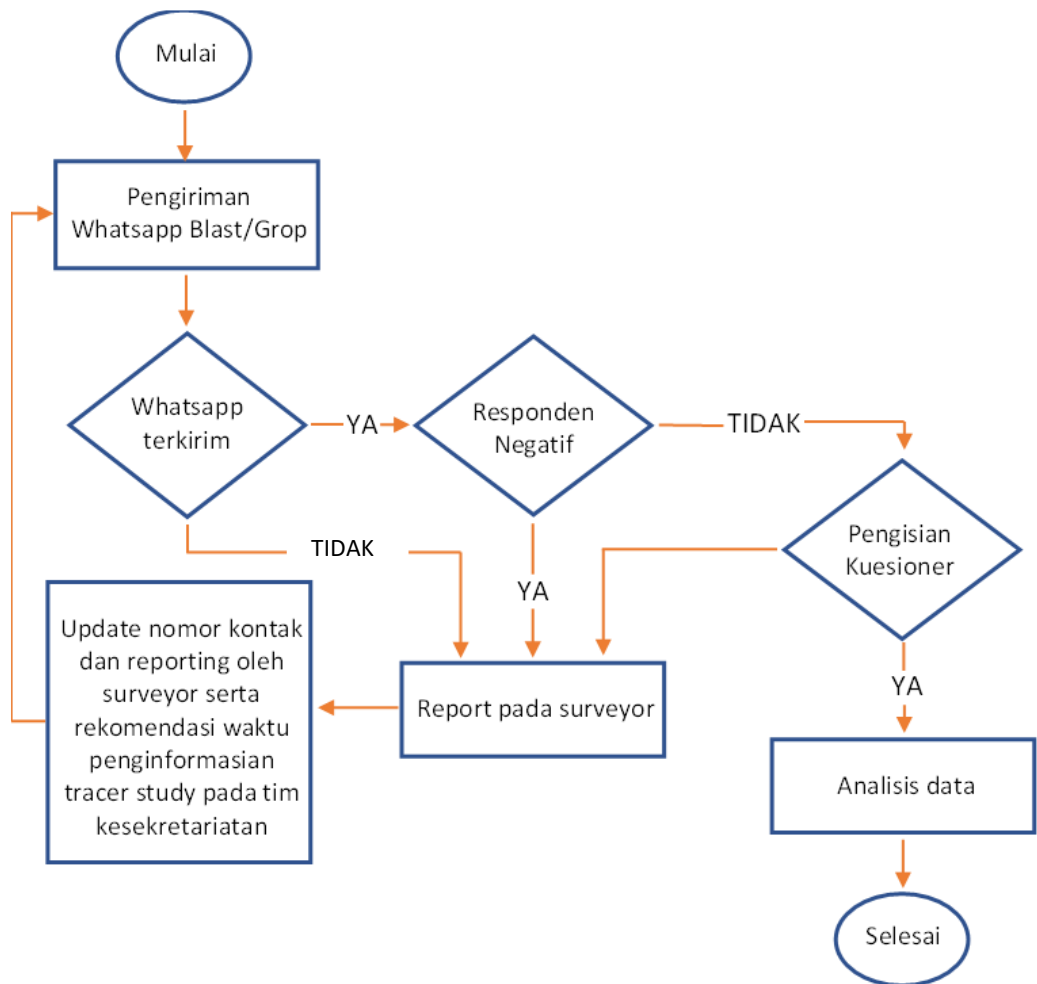 Mulai
Pengiriman
Whatsapp Blast/Grop
Whatsapp
terkirim
YA
Responden
Negatif
TIDAK
Pengisian
Kuesioner
TIDAK
YA
YA
Update nomor kontak
dan reporting oleh
surveyor serta
rekomendasi waktu
penginformasian
tracer study pada tim
kesekretariatan
Report pada surveyor
Analisis data
Selesai